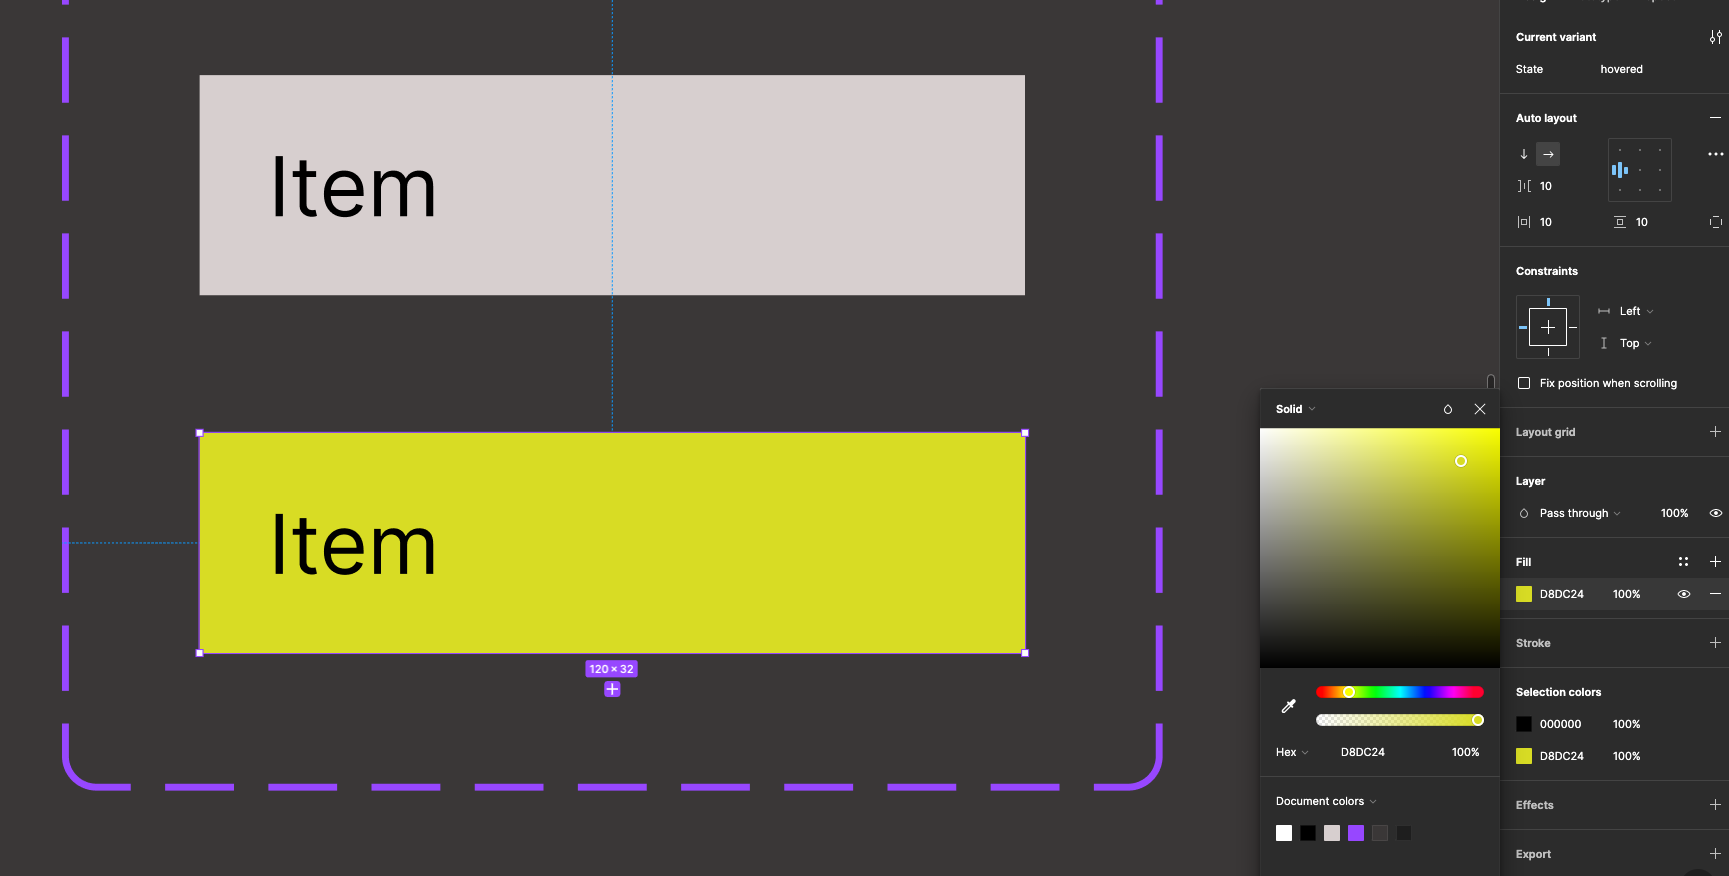 Current variant
State hovered
Auto layout
10
10 10
Constraints
Left
Top
Fix position when scrolling
Layout grid
Layer
Pass through 100%
Fill
D8DC24 100%
Stroke
Selection colors
000000 100%
D8DC24 100%
Effects
Export
Item
Item
120 × 32
Solid
Hex D8DC24 100%
Document colors